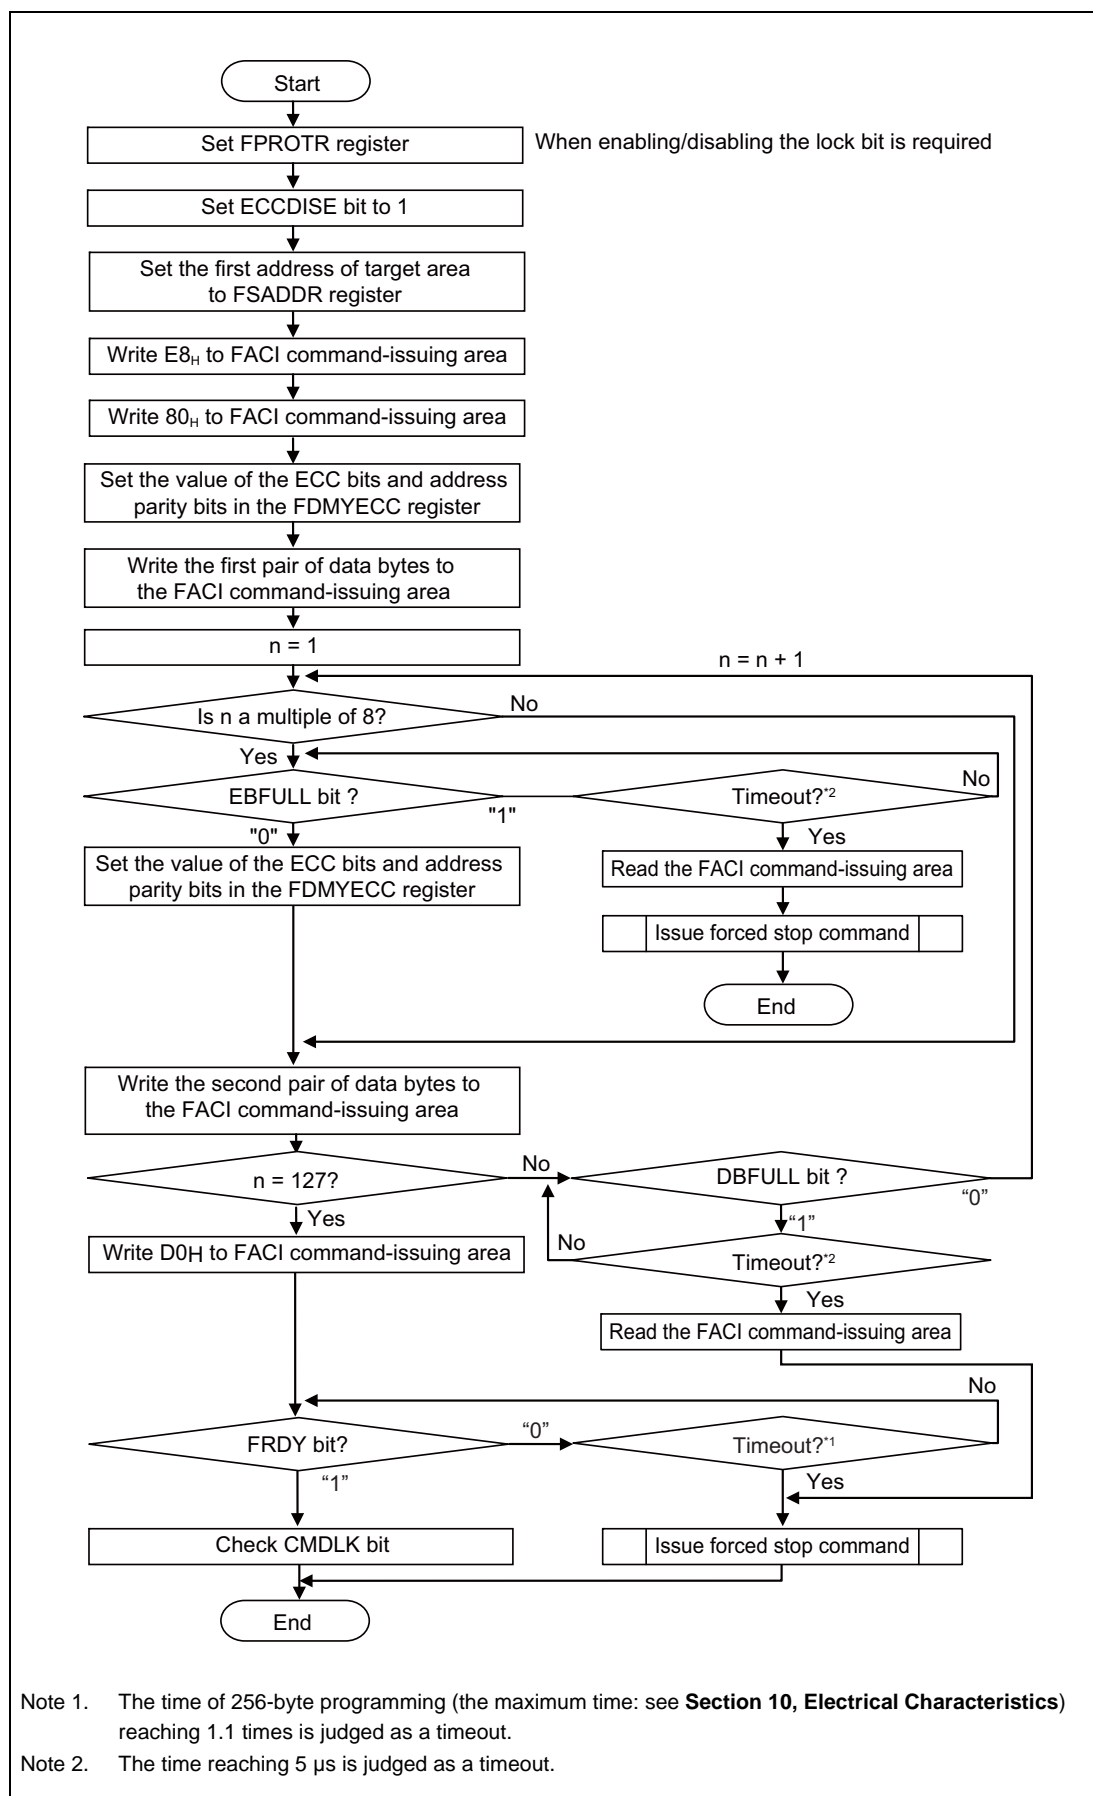 Start
Set FPROTR register
When enabling/disabling the lock bit is required
Set ECCDISE bit to 1
Set the first address of target area
to FSADDR register
Write E8H to FACI command-issuing area
Write 80H to FACI command-issuing area
Set the value of the ECC bits and address
parity bits in the FDMYECC register
Write the first pair of data bytes to
the FACI command-issuing area
n = 1
n = n + 1
Is n a multiple of 8?
No
Yes
EBFULL bit ?
"1"
Timeout?*2
No
"0"
Yes
Set the value of the ECC bits and address
parity bits in the FDMYECC register
Read the FACI command-issuing area
Issue forced stop command
End
Write the second pair of data bytes to
the FACI command-issuing area
n = 127?
No
DBFULL bit ?
“0”
Yes
“1”
Write D0H to FACI command-issuing area
No
Timeout?*2
Yes
Read the FACI command-issuing area
No
FRDY bit?
“0”
Timeout?*1
“1”
Yes
Check CMDLK bit
Issue forced stop command
End
Note 1. The time of 256-byte programming (the maximum time: see Section 10, Electrical Characteristics)
reaching 1.1 times is judged as a timeout.
Note 2. The time reaching 5 µs is judged as a timeout.